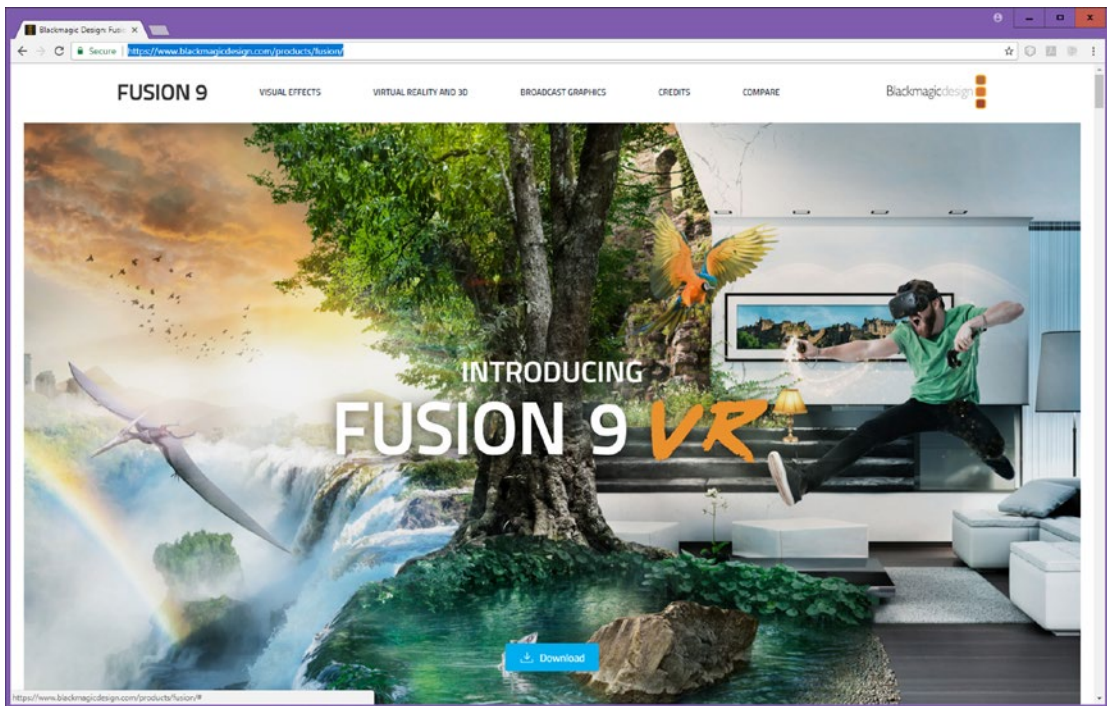 Blackmagic Design: Fusi
Secure | https://www.blackmagicdesign.com/products/fusion/
FUSION 9
VISUAL EFFECTS
VIRTUAL REALITY AND 3D
BROADCAST GRAPHICS
CREDITS
COMPARE
Blackmagicdesign
INTRODUCING
FUSION 9 VR
Download
https://www.blackmagicdesign.com/products/fusion/#